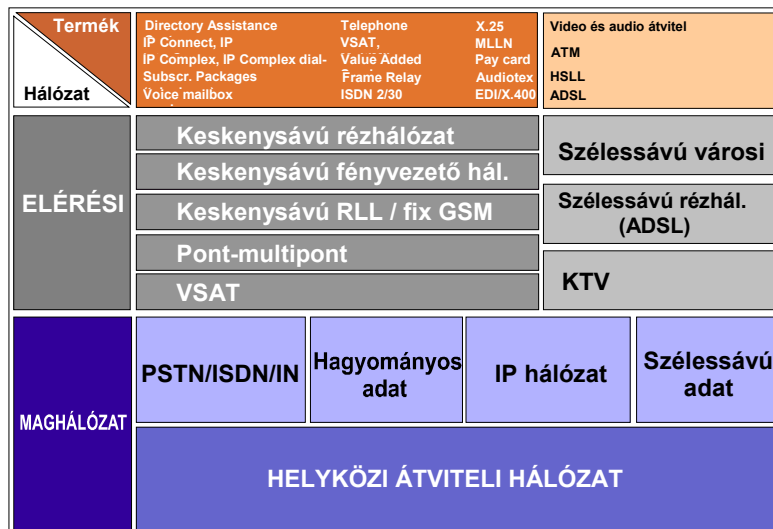 Termék
Hálózat
Directory Assistance
IP Connect, IP
IP Complex, IP Complex dial-
Subscr. Packages
Voice mailbox
Telephone
VSAT,
Value Added
Frame Relay
ISDN 2/30
X.25
MLLN
Pay card
Audiotex
EDI/X.400
Video és audio átvitel
ATM
HSLL
ADSL
ELÉRÉSI
Keskenysávú rézhálózat
Keskenysávú fényvezető hál.
Keskenysávú RLL / fix GSM
Pont-multipont
VSAT
Szélessávú városi
Szélessávú rézhál.
(ADSL)
KTV
MAGHÁLÓZAT
PSTN/ISDN/IN
Hagyományos
adat
IP hálózat
Szélessávú
adat
HELYKÖZI ÁTVITELI HÁLÓZAT